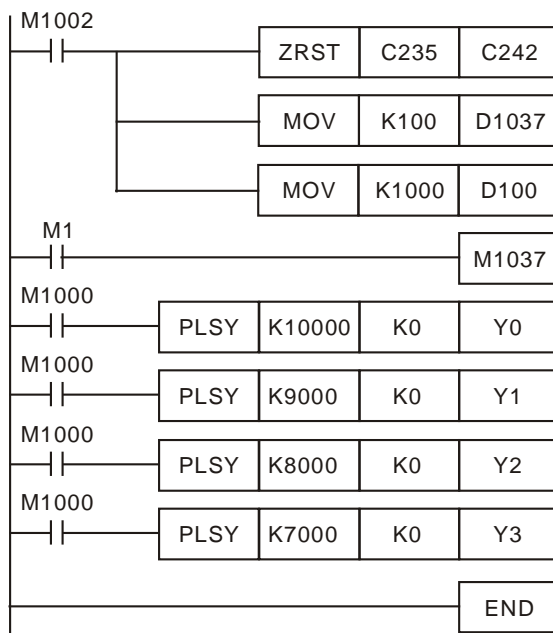 M1002
ZRST C235 C242
MOV K100 D1037
MOV K1000 D100
M1
M1037
M1000
PLSY K10000 K0 Y0
M1000
PLSY K9000 K0 Y1
M1000
PLSY K8000 K0 Y2
M1000
PLSY K7000 K0 Y3
END